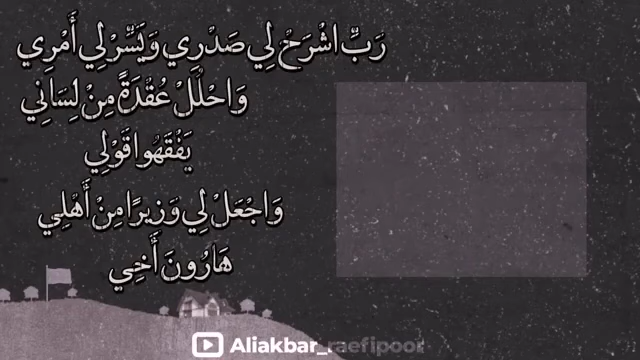 رَبِّ اشْرَحْ لِي صَدْرِي وَيَسِّرْ لِي أَمْرِي
وَاحْلُلْ عُقْدَةً مِنْ لِسَانِي
يَفْقَهُوا قَوْلِي
وَاجْعَلْ لِي وَزِيرًا مِنْ أَهْلِي
هَارُونَ أَخِي
Aliakbar_raefipoor